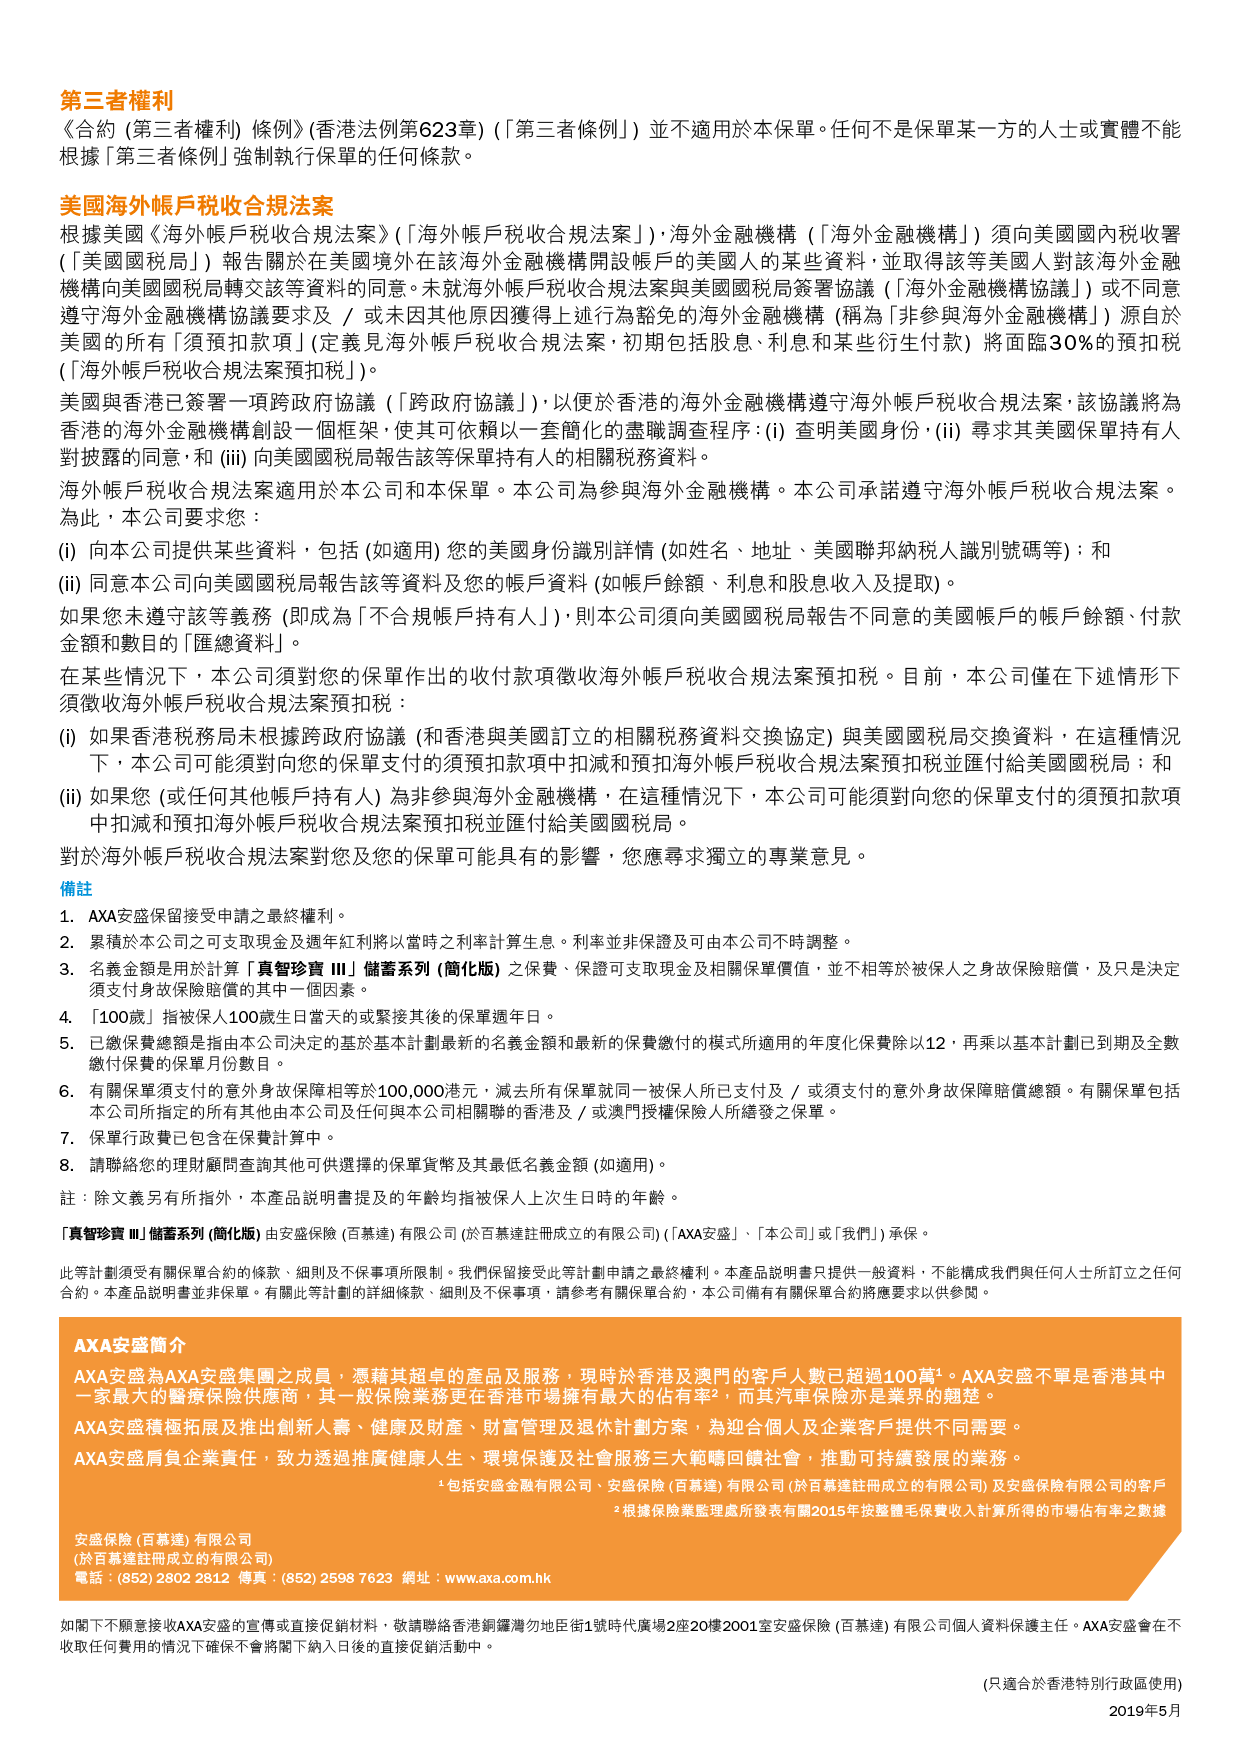 第三者權利
《合約 (第三者權利) 條例》(香港法例第623章) (「第三者條例」) 並不適用於本保單。任何不是保單某一方的人士或實體不能
根據「第三者條例」強制執行保單的任何條款。
美國海外帳戶稅收合規法案
根據美國《海外帳戶稅收合規法案》(「海外帳戶稅收合規法案」)，海外金融機構 (「海外金融機構」) 須向美國國內稅收署
(「美國國稅局」) 報告關於在美國境外在該海外金融機構開設帳戶的美國人的某些資料，並取得該等美國人對該海外金融
機構向美國國稅局轉交該等資料的同意。未就海外帳戶稅收合規法案與美國國稅局簽署協議 (「海外金融機構協議」) 或不同意
遵守海外金融機構協議要求及 / 或未因其他原因獲得上述行為豁免的海外金融機構 (稱為「非參與海外金融機構」) 源自於
美國的所有「須預扣款項」(定義見海外帳戶稅收合規法案，初期包括股息、利息和某些衍生付款) 將面臨30%的預扣稅
(「海外帳戶稅收合規法案預扣稅」)。
美國與香港已簽署一項跨政府協議 (「跨政府協議」)，以便於香港的海外金融機構遵守海外帳戶稅收合規法案，該協議將為
香港的海外金融機構創設一個框架，使其可依賴以一套簡化的盡職調查程序：(i) 查明美國身份，(ii) 尋求其美國保單持有人
對披露的同意，和 (iii) 向美國國稅局報告該等保單持有人的相關稅務資料。
海外帳戶稅收合規法案適用於本公司和本保單。本公司為參與海外金融機構。本公司承諾遵守海外帳戶稅收合規法案。
為此，本公司要求您：
(i) 向本公司提供某些資料，包括 (如適用) 您的美國身份識別詳情 (如姓名、地址、美國聯邦納稅人識別號碼等)；和
(ii) 同意本公司向美國國稅局報告該等資料及您的帳戶資料 (如帳戶餘額、利息和股息收入及提取)。
如果您未遵守該等義務 (即成為「不合規帳戶持有人」)，則本公司須向美國國稅局報告不同意的美國帳戶的帳戶餘額、付款
金額和數目的「匯總資料」。
在某些情況下，本公司須對您的保單作出的收付款項徵收海外帳戶稅收合規法案預扣稅。目前，本公司僅在下述情形下
須徵收海外帳戶稅收合規法案預扣稅：
(i) 如果香港稅務局未根據跨政府協議 (和香港與美國訂立的相關稅務資料交換協定) 與美國國稅局交換資料，在這種情況
下，本公司可能須對向您的保單支付的須預扣款項中扣減和預扣海外帳戶稅收合規法案預扣稅並匯付給美國國稅局；和
(ii) 如果您 (或任何其他帳戶持有人) 為非參與海外金融機構，在這種情況下，本公司可能須對向您的保單支付的須預扣款項
中扣減和預扣海外帳戶稅收合規法案預扣稅並匯付給美國國稅局。
對於海外帳戶稅收合規法案對您及您的保單可能具有的影響，您應尋求獨立的專業意見。
備註
1. AXA安盛保留接受申請之最終權利。
2. 累積於本公司之可支取現金及週年紅利將以當時之利率計算生息。利率並非保證及可由本公司不時調整。
3. 名義金額是用於計算「真智珍寶 III」儲蓄系列 (簡化版) 之保費、保證可支取現金及相關保單價值，並不相等於被保人之身故保險賠償，及只是決定
須支付身故保險賠償的其中一個因素。
4. 「100歲」指被保人100歲生日當天的或緊接其後的保單週年日。
5. 已繳保費總額是指由本公司決定的基於基本計劃最新的名義金額和最新的保費繳付的模式所適用的年度化保費除以12，再乘以基本計劃已到期及全數
繳付保費的保單月份數目。
6. 有關保單須支付的意外身故保障相等於100,000港元，減去所有保單就同一被保人所已支付及 / 或須支付的意外身故保障賠償總額。有關保單包括
本公司所指定的所有其他由本公司及任何與本公司相關聯的香港及 / 或澳門授權保險人所繕發之保單。
7. 保單行政費已包含在保費計算中。
8. 請聯絡您的理財顧問查詢其他可供選擇的保單貨幣及其最低名義金額 (如適用)。
註：除文義另有所指外，本產品說明書提及的年齡均指被保人上次生日時的年齡。
「真智珍寶 III」儲蓄系列 (簡化版) 由安盛保險 (百慕達) 有限公司 (於百慕達註冊成立的有限公司) (「AXA安盛」、「本公司」或「我們」) 承保。
此等計劃須受有關保單合約的條款、細則及不保事項所限制。我們保留接受此等計劃申請之最終權利。本產品說明書只提供一般資料，不能構成我們與任何人士所訂立之任何
合約。本產品說明書並非保單。有關此等計劃的詳細條款、細則及不保事項，請參考有關保單合約，本公司備有有關保單合約將應要求以供參閱。
AXA安盛簡介
AXA安盛為AXA安盛集團之成員，憑藉其超卓的產品及服務，現時於香港及澳門的客戶人數已超過100萬¹。AXA安盛不單是香港其中
一家最大的醫療保險供應商，其一般保險業務更在香港市場擁有最大的佔有率²，而其汽車保險亦是業界的翹楚。
AXA安盛積極拓展及推出創新人壽、健康及財產、財富管理及退休計劃方案，為迎合個人及企業客戶提供不同需要。
AXA安盛肩負企業責任，致力透過推廣健康人生、環境保護及社會服務三大範疇回饋社會，推動可持續發展的業務。
¹ 包括安盛金融有限公司、安盛保險 (百慕達) 有限公司 (於百慕達註冊成立的有限公司) 及安盛保險有限公司的客戶
² 根據保險業監理處所發表有關2015年按整體毛保費收入計算所得的市場佔有率之數據
安盛保險 (百慕達) 有限公司
(於百慕達註冊成立的有限公司)
電話：(852) 2802 2812 傳真：(852) 2598 7623 網址：www.axa.com.hk
如閣下不願意接收AXA安盛的宣傳或直接促銷材料，敬請聯絡香港銅鑼灣勿地臣街1號時代廣場2座20樓2001室安盛保險 (百慕達) 有限公司個人資料保護主任。AXA安盛會在不
收取任何費用的情況下確保不會將閣下納入日後的直接促銷活動中。
(只適合於香港特別行政區使用)
2019年5月